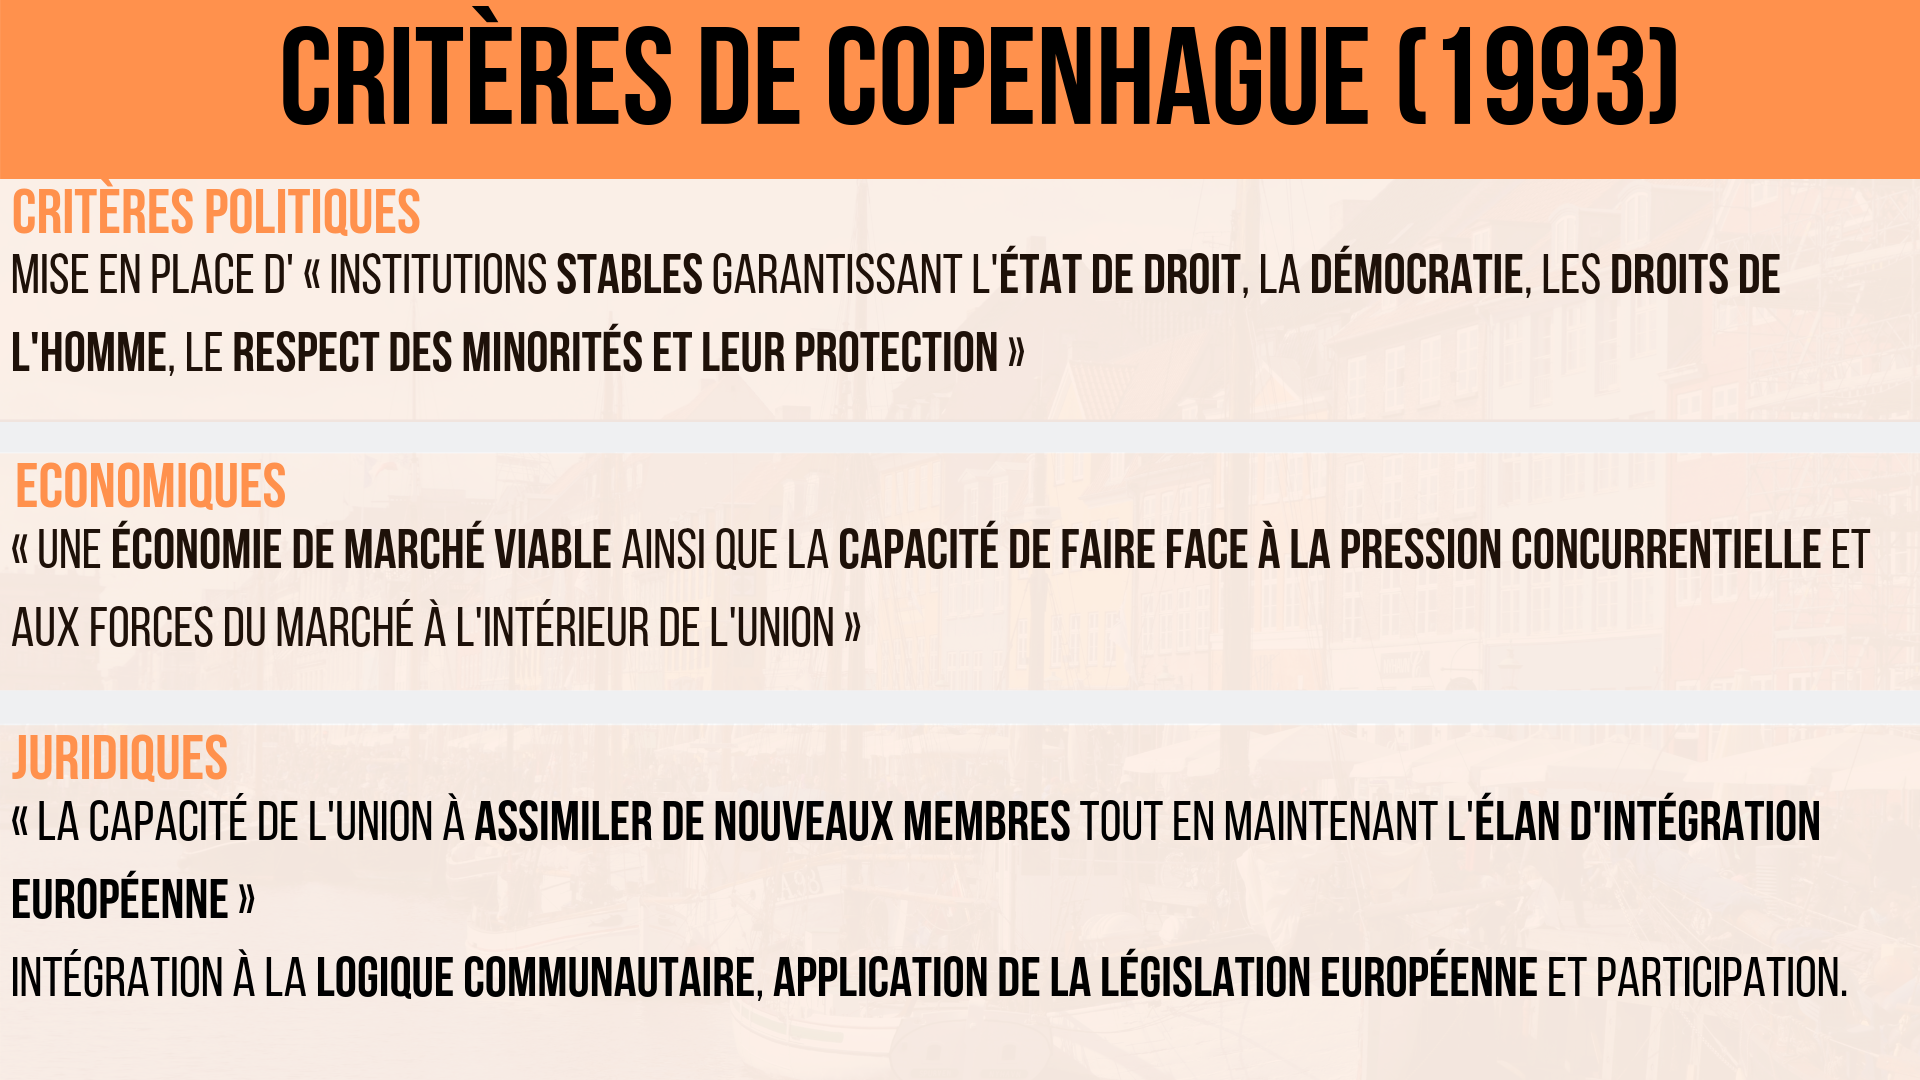 CRITÈRES DE COPENHAGUE (1993)
CRITÈRES POLITIQUES
MISE EN PLACE D' « INSTITUTIONS STABLES GARANTISSANT L'ÉTAT DE DROIT, LA DÉMOCRATIE, LES DROITS DE
L'HOMME, LE RESPECT DES MINORITÉS ET LEUR PROTECTION »
ECONOMIQUES
« UNE ÉCONOMIE DE MARCHÉ VIABLE AINSI QUE LA CAPACITÉ DE FAIRE FACE À LA PRESSION CONCURRENTIELLE ET
AUX FORCES DU MARCHÉ À L'INTÉRIEUR DE L'UNION »
JURIDIQUES
« LA CAPACITÉ DE L'UNION À ASSIMILER DE NOUVEAUX MEMBRES TOUT EN MAINTENANT L'ÉLAN D'INTÉGRATION
EUROPÉENNE »
INTÉGRATION À LA LOGIQUE COMMUNAUTAIRE, APPLICATION DE LA LÉGISLATION EUROPÉENNE ET PARTICIPATION.